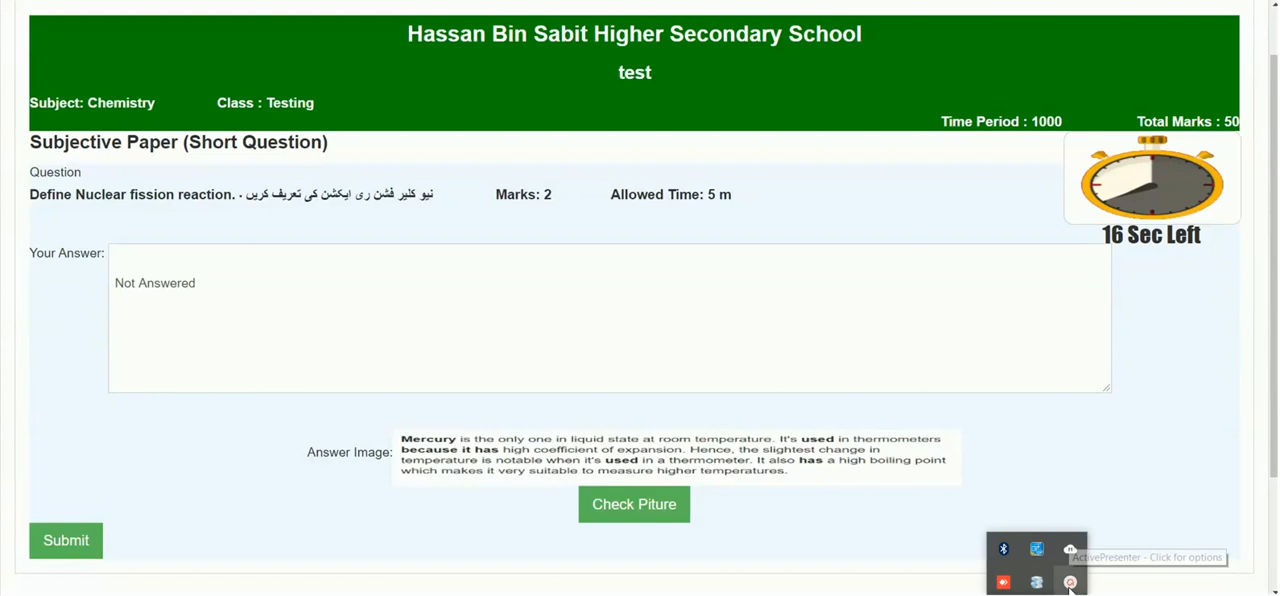 Hassan Bin Sabit Higher Secondary School
test
Subject: Chemistry Class : Testing
Time Period : 1000 Total Marks : 50
Subjective Paper (Short Question)
Question
Define Nuclear fission reaction. . نیو کلیر فشن ری ایکشن کی تعریف کریں Marks: 2 Allowed Time: 5 m
16 Sec Left
Your Answer:
Not Answered
Answer Image:
Mercury is the only one in liquid state at room temperature. It's used in thermometers
because it has high coefficient of expansion. Hence, the slightest change in
temperature is notable when it's used in a thermometer. It also has a high boiling point
which makes it very suitable to measure higher temperatures.
Check Piture
Submit
ActivePresenter - Click for options